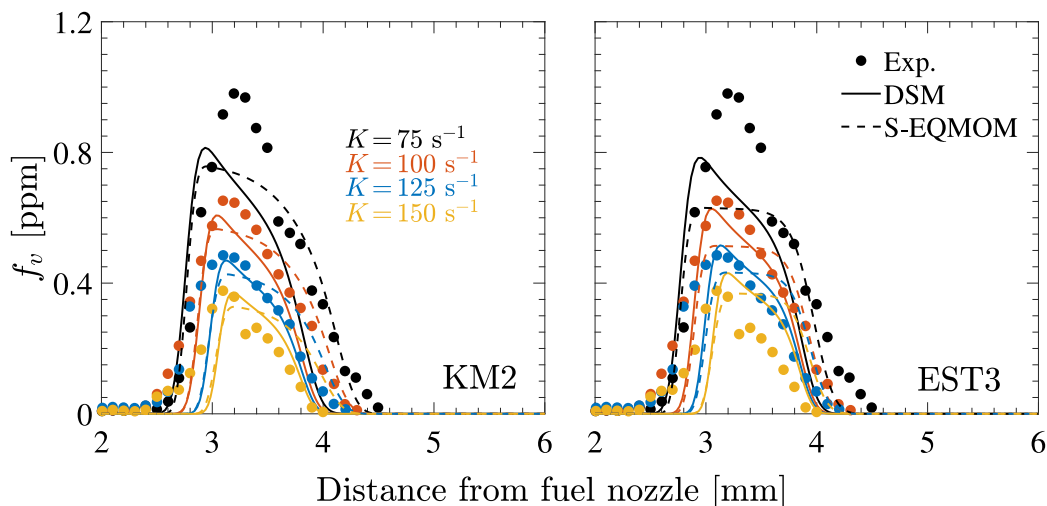 1.2
0.8
0.4
0
f_v [ppm]
K = 75 s⁻¹
K = 100 s⁻¹
K = 125 s⁻¹
K = 150 s⁻¹
KM2
2 3 4 5 6
Exp.
DSM
S-EQMOM
EST3
2 3 4 5 6
Distance from fuel nozzle [mm]